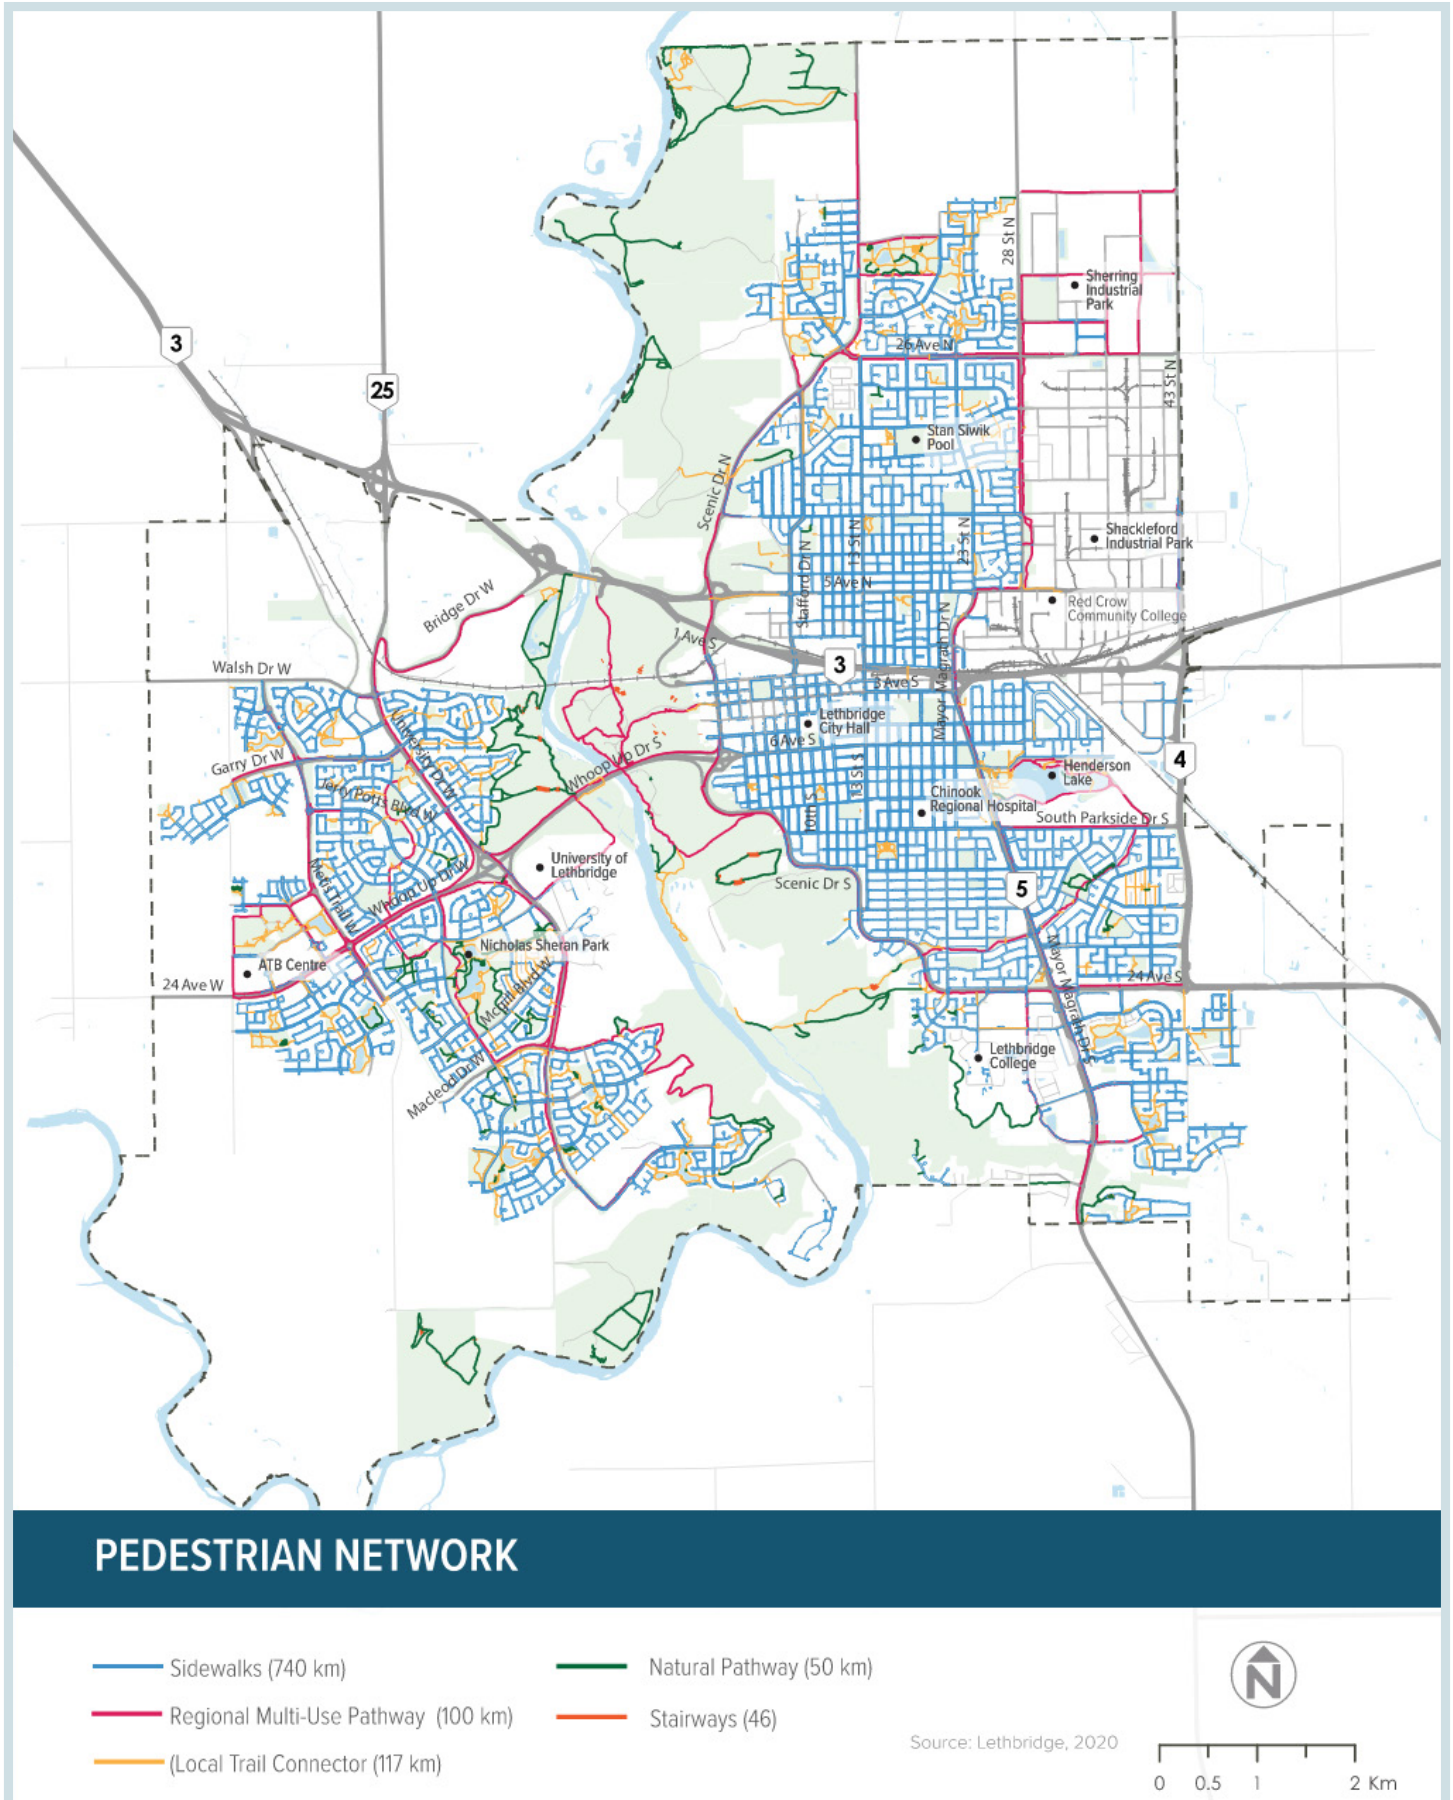 28 St N
Sherring
Industrial
Park
3
26 Ave N
25
43 St N
Stan Siwik
Pool
Scenic Dr N
13 St N
23 St N
Shackleford
Industrial Park
Stafford Dr N
5 Ave N
Bridge Dr W
Red Crow
Community College
Mayor Magrath Dr N
1 Ave S
Walsh Dr W
3
3 Ave S
University Dr W
Lethbridge
City Hall
6 Ave S
Whoop Up Dr S
Garry Dr W
4
Henderson
Lake
Jerry Potts Blvd W
13 St S
Chinook
Regional Hospital
10th S
South Parkside Dr S
University of
Lethbridge
Metis Trail W
Whoop Up Dr W
Scenic Dr S
5
Nicholas Sheran Park
ATB Centre
24 Ave W
McGill Blvd W
Mayor Magrath Dr S
24 Ave S
Macleod Dr W
Lethbridge
College
PEDESTRIAN NETWORK
Sidewalks (740 km)
Natural Pathway (50 km)
Regional Multi-Use Pathway (100 km)
Stairways (46)
(Local Trail Connector (117 km)
Source: Lethbridge, 2020
N
0 0.5 1 2 Km